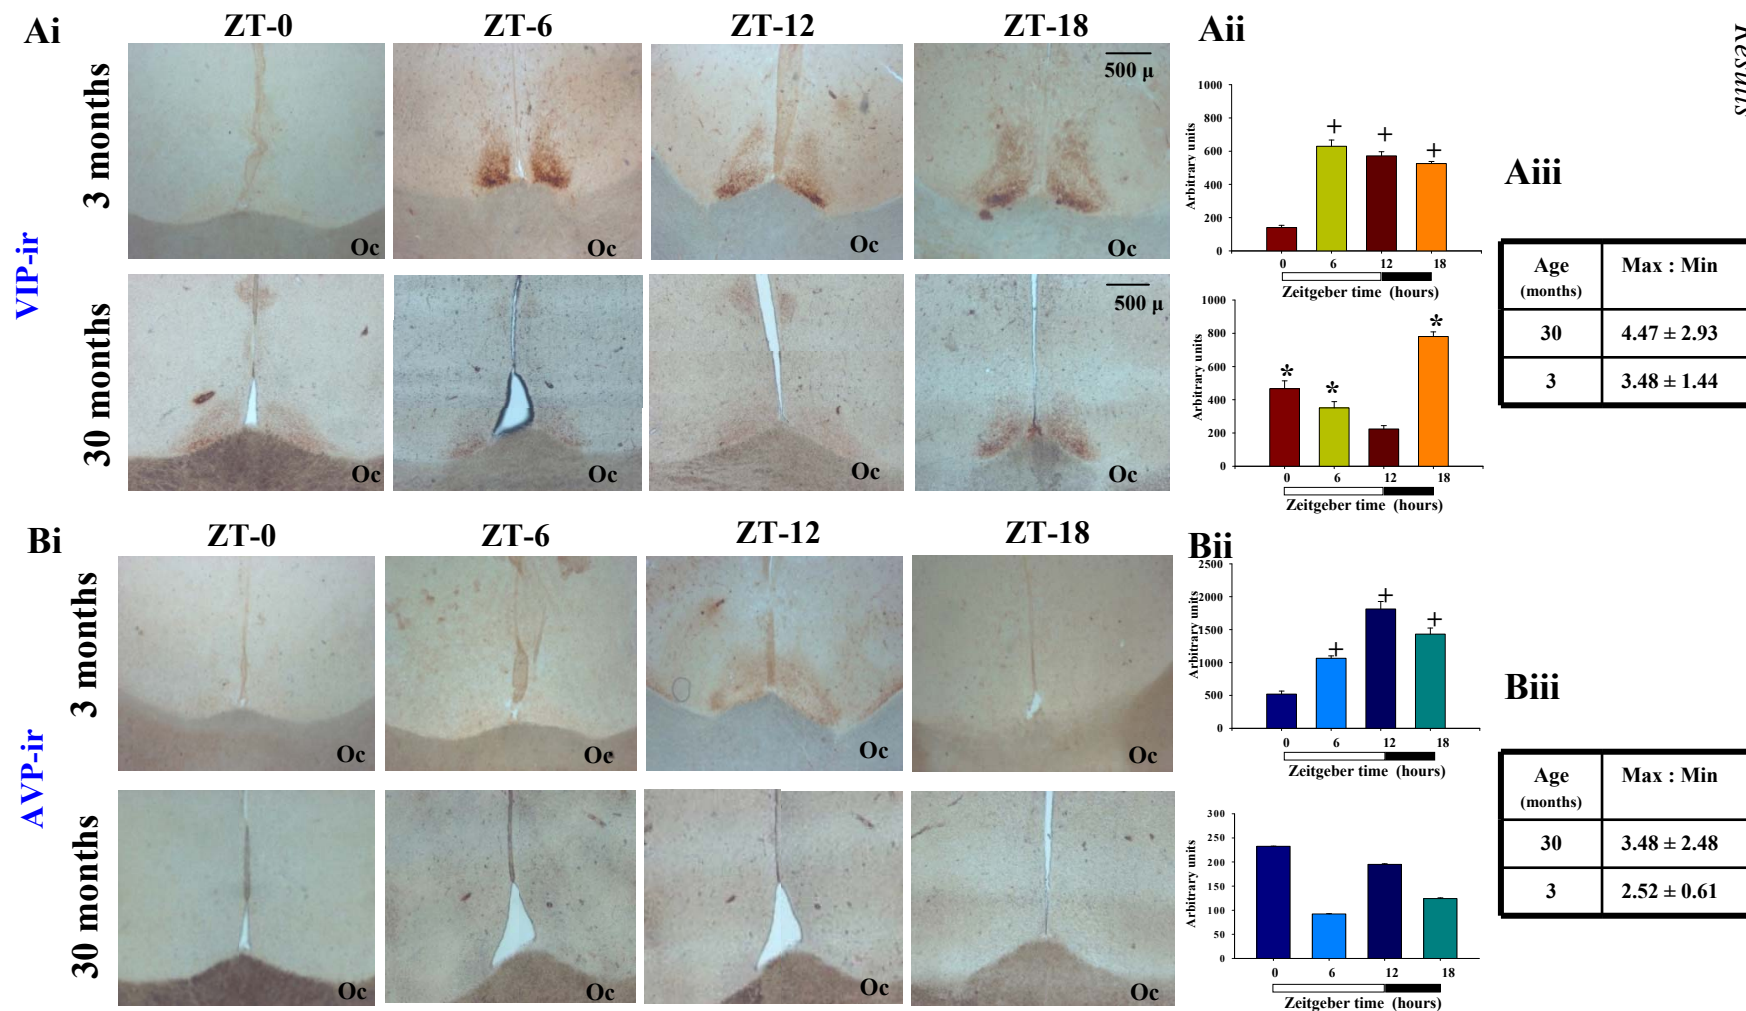 Results
Ai
ZT-0 ZT-6 ZT-12 ZT-18
Aii
VIP-ir
3 months
500 µ
Oc Oc Oc Oc
30 months
500 µ
Oc Oc Oc Oc
Arbitrary units
1000
800
600
400
200
0
+ + +
0 6 12 18
Zeitgeber time (hours)
Arbitrary units
1000
800
600
400
200
0
* * *
0 6 12 18
Zeitgeber time (hours)
Aiii
Age (months) Max : Min
30 4.47 ± 2.93
3 3.48 ± 1.44
Bi
ZT-0 ZT-6 ZT-12 ZT-18
Bii
AVP-ir
3 months
Oc Oc Oc Oc
30 months
Oc Oc Oc Oc
Arbitrary units
2500
2000
1500
1000
500
0
+ + +
0 6 12 18
Zeitgeber time (hours)
Arbitrary units
300
250
200
150
100
50
0
0 6 12 18
Zeitgeber time (hours)
Biii
Age (months) Max : Min
30 3.48 ± 2.48
3 2.52 ± 0.61